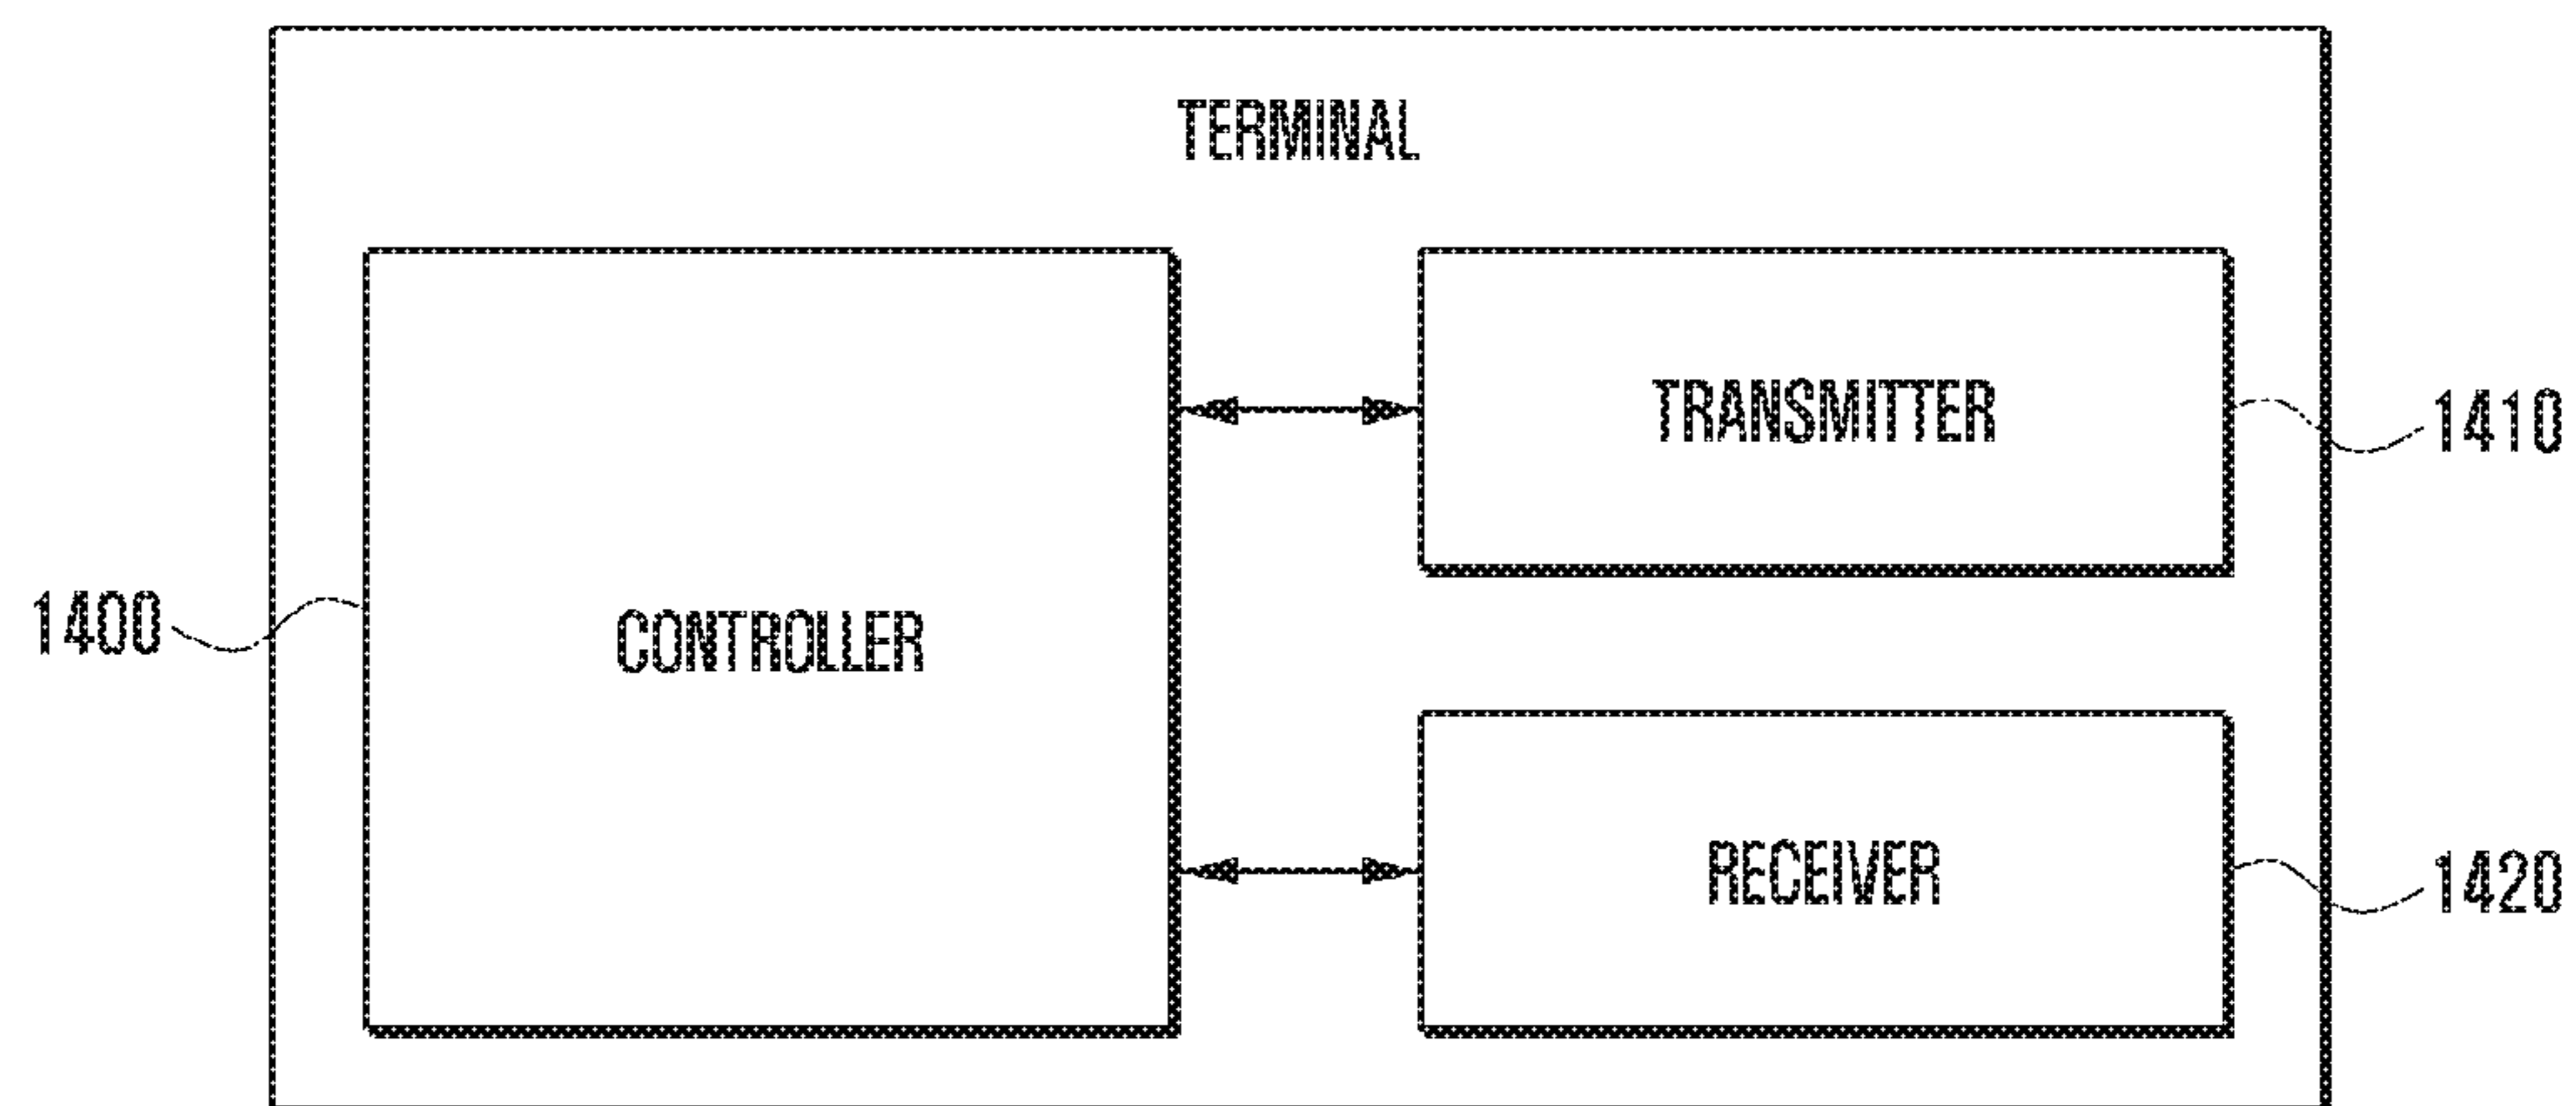 TERMINAL
TRANSMITTER
1410
1400
CONTROLLER
RECEIVER
1420